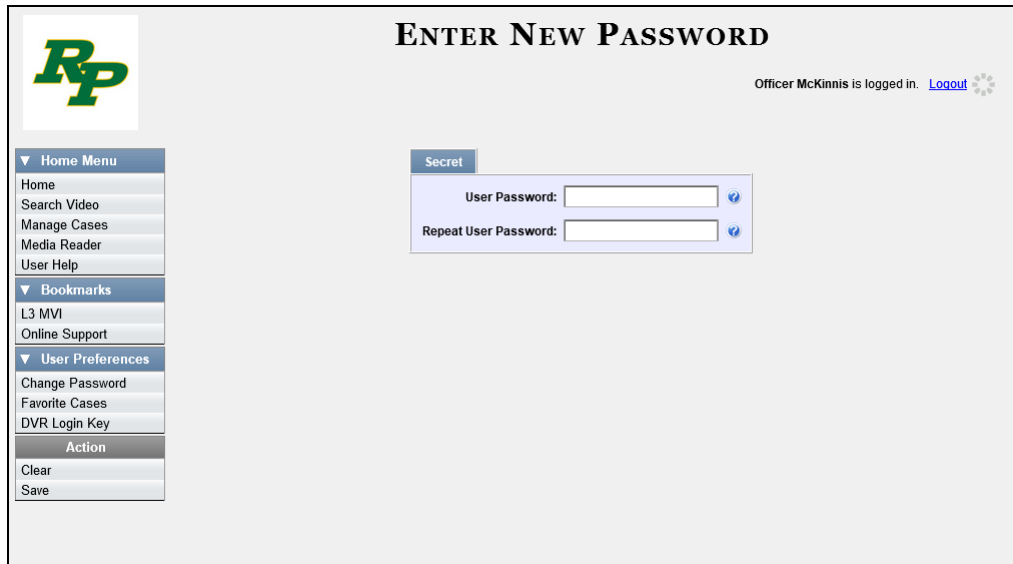 RP
ENTER NEW PASSWORD
Officer McKinnis is logged in. Logout
▼ Home Menu
Home
Search Video
Manage Cases
Media Reader
User Help
▼ Bookmarks
L3 MVI
Online Support
▼ User Preferences
Change Password
Favorite Cases
DVR Login Key
Action
Clear
Save
Secret
User Password: ?
Repeat User Password: ?